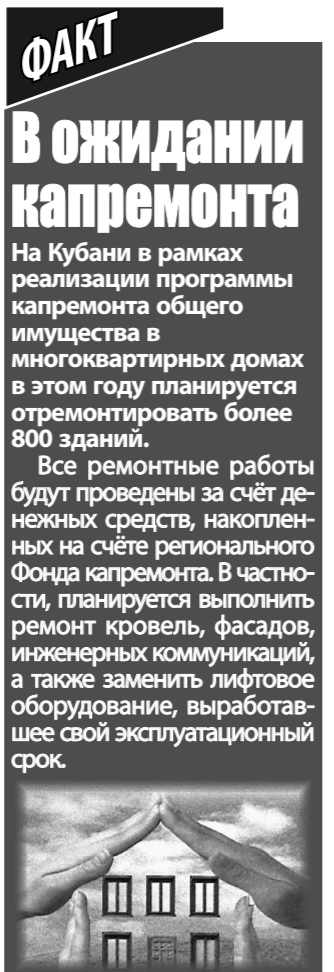 ФАКТ
В ожидании
капремонта
На Кубани в рамках
реализации программы
капремонта общего
имущества в
многоквартирных домах
в этом году планируется
отремонтировать более
800 зданий.
Все ремонтные работы
будут проведены за счёт де-
нежных средств, накоплен-
ных на счёте регионального
Фонда капремонта. В частно-
сти, планируется выполнить
ремонт кровель, фасадов,
инженерных коммуникаций,
а также заменить лифтовое
оборудование, выработав-
шее свой эксплуатационный
срок.